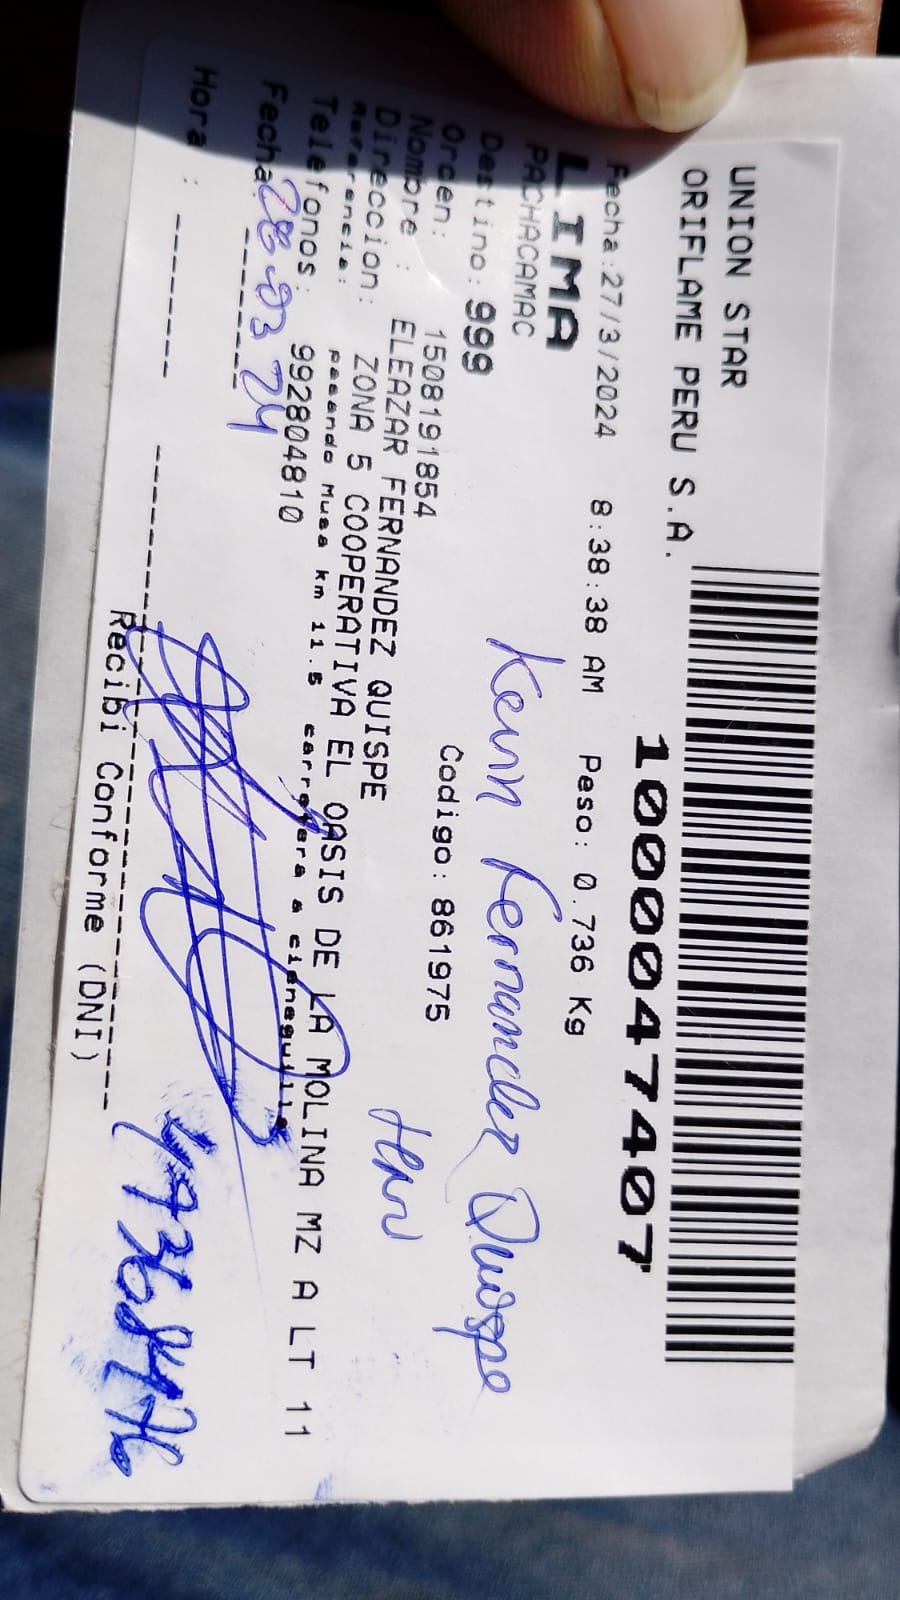 UNION STAR
ORIFLAME PERU S.A.
10000474407
Fecha:27/3/2024 8:38:38 AM Peso: 0.736 Kg
LIMA
PACHACAMAC
Kevin Fernandez Quispe
Destino: 999
Orden: 1508191854 Codigo: 861975
Nombre : ELEAZAR FERNANDEZ QUISPE
Direccion: ZONA 5 COOPERATIVA EL OASIS DE LA MOLINA MZ A LT 11
Referencia: pasando Musa km 11.5 carretera a cieneguilla
Telefonos: 992804810
Fecha: 28-03 24
Hora :
Recibi Conforme (DNI)